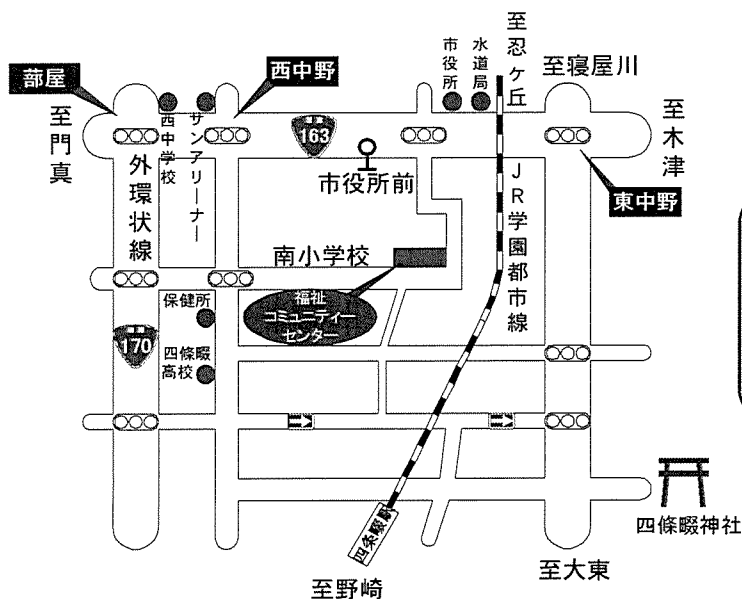 部屋
西中野
市役所
水道局
至忍ヶ丘
至寝屋川
至門真
西中学校
サンアリーナー
163
市役所前
至木津
東中野
外環状線
JR学園都市線
南小学校
福祉
コミュニティー
センター
保健所
170
四條畷
高校
四条畷駅
四條畷神社
至野崎
至大東